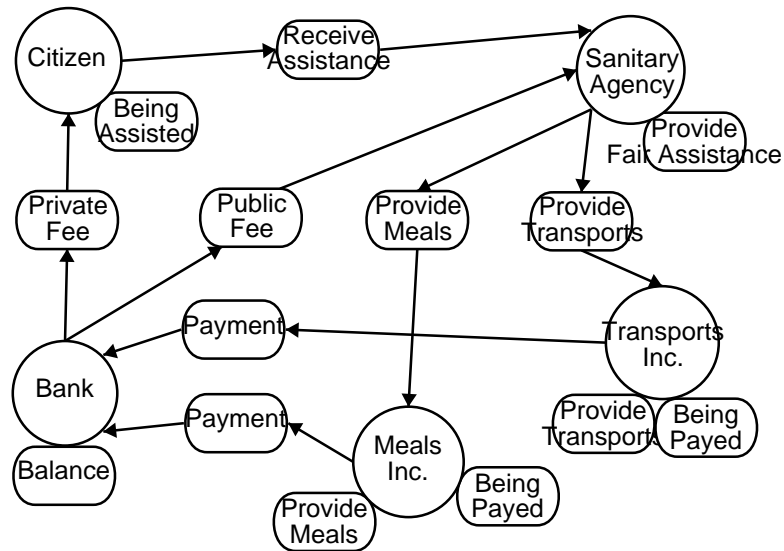 Citizen
Receive
Assistance
Sanitary
Agency
Being
Assisted
Provide
Fair Assistance
Private
Fee
Public
Fee
Provide
Meals
Provide
Transports
Payment
Transports
Inc.
Bank
Payment
Provide
Transports
Being
Payed
Balance
Meals
Inc.
Being
Payed
Provide
Meals